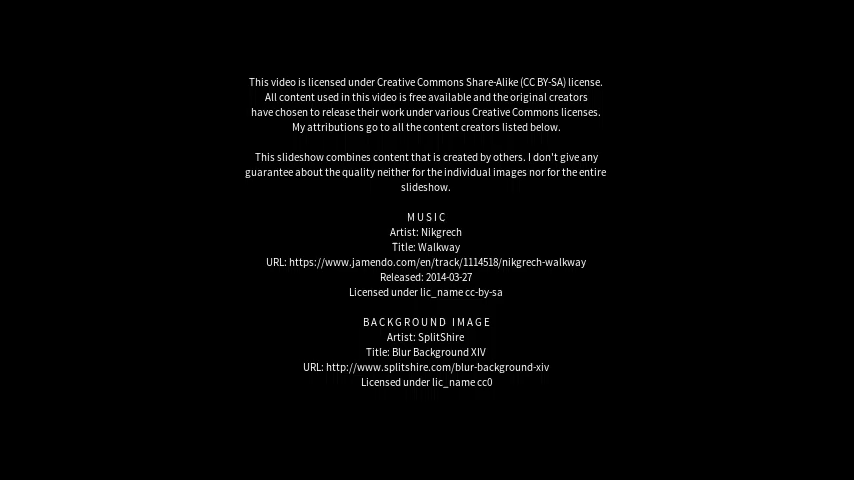 This video is licensed under Creative Commons Share-Alike (CC BY-SA) license.
All content used in this video is free available and the original creators
have chosen to release their work under various Creative Commons licenses.
My attributions go to all the content creators listed below.
This slideshow combines content that is created by others. I don't give any
guarantee about the quality neither for the individual images nor for the entire
slideshow.
MUSIC
Artist: Nikgrech
Title: Walkway
URL: https://www.jamendo.com/en/track/1114518/nikgrech-walkway
Released: 2014-03-27
Licensed under lic_name cc-by-sa
BACKGROUND IMAGE
Artist: SplitShire
Title: Blur Background XIV
URL: http://www.splitshire.com/blur-background-xiv
Licensed under lic_name cc0